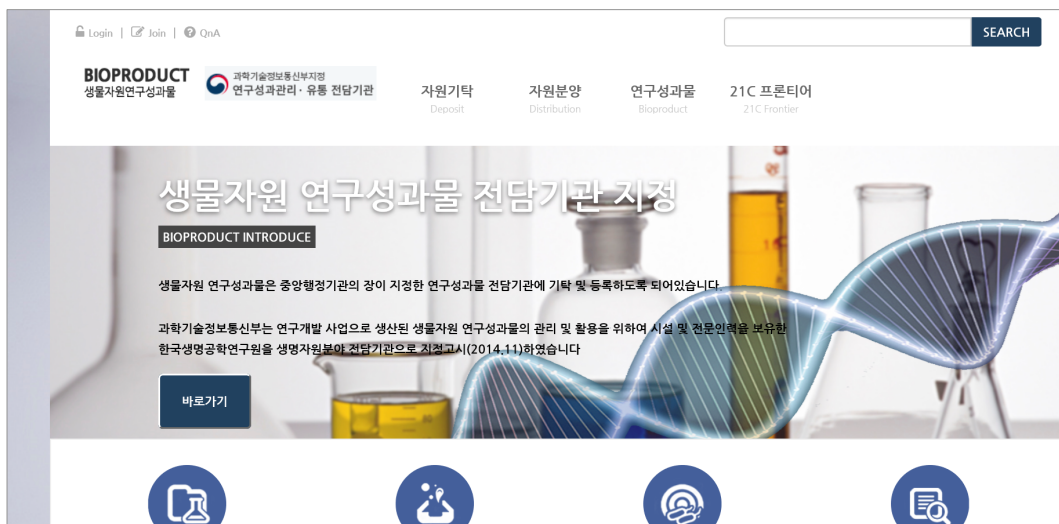 Login | Join | QnA
SEARCH
BIOPRODUCT
생물자원연구성과물
과학기술정보통신부지정
연구성과관리· 유통 전담기관
자원기탁
Deposit
자원분양
Distribution
연구성과물
Bioproduct
21C 프론티어
21C Frontier
생물자원 연구성과물 전담기관 지정
BIOPRODUCT INTRODUCE
생물자원 연구성과물은 중앙행정기관의 장이 지정한 연구성과물 전담기관에 기탁 및 등록하도록 되어있습니다.
과학기술정보통신부는 연구개발 사업으로 생산된 생물자원 연구성과물의 관리 및 활용을 위하여 시설 및 전문인력을 보유한
한국생명공학연구원을 생명자원분야 전담기관으로 지정고시(2014.11)하였습니다
바로가기